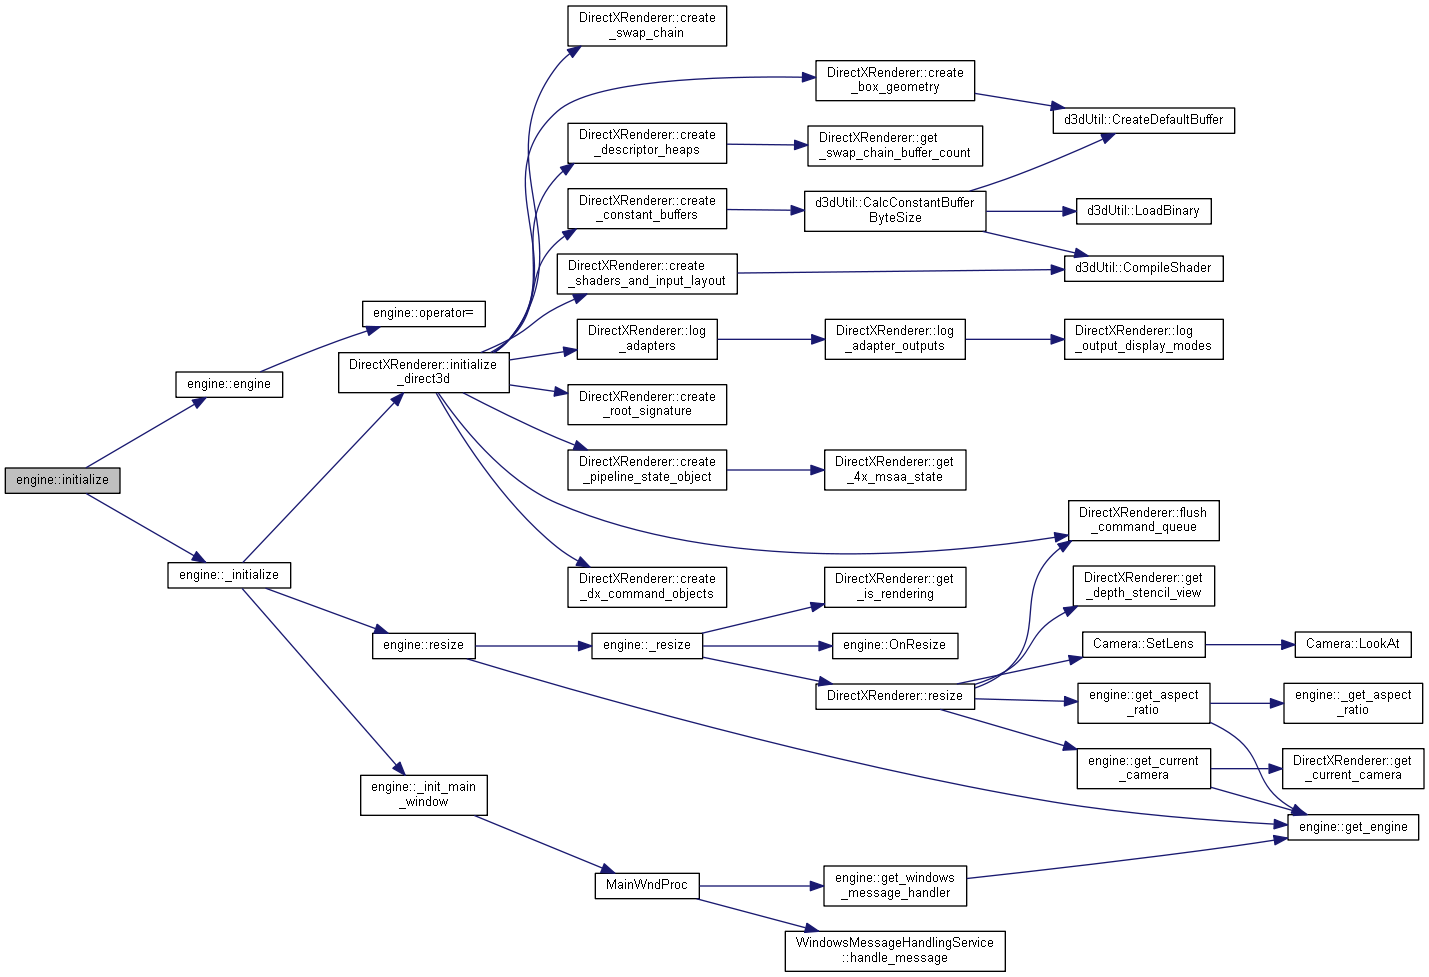 DirectXRenderer::create
_swap_chain
DirectXRenderer::create
_box_geometry
d3dUtil::CreateDefaultBuffer
DirectXRenderer::create
_descriptor_heaps
DirectXRenderer::get
_swap_chain_buffer_count
DirectXRenderer::create
_constant_buffers
d3dUtil::CalcConstantBuffer
ByteSize
d3dUtil::LoadBinary
DirectXRenderer::create
_shaders_and_input_layout
d3dUtil::CompileShader
engine::operator=
DirectXRenderer::log
_adapters
DirectXRenderer::log
_adapter_outputs
DirectXRenderer::log
_output_display_modes
DirectXRenderer::initialize
_direct3d
engine::engine
DirectXRenderer::create
_root_signature
engine::initialize
DirectXRenderer::create
_pipeline_state_object
DirectXRenderer::get
_4x_msaa_state
DirectXRenderer::flush
_command_queue
engine::_initialize
DirectXRenderer::create
_dx_command_objects
DirectXRenderer::get
_is_rendering
DirectXRenderer::get
_depth_stencil_view
engine::resize
engine::_resize
engine::OnResize
Camera::SetLens
Camera::LookAt
DirectXRenderer::resize
engine::get_aspect
_ratio
engine::_get_aspect
_ratio
engine::get_current
_camera
DirectXRenderer::get
_current_camera
engine::_init_main
_window
engine::get_engine
MainWndProc
engine::get_windows
_message_handler
WindowsMessageHandlingService
::handle_message